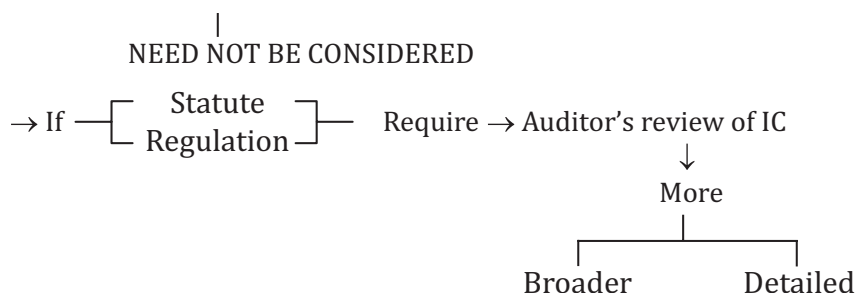 NEED NOT BE CONSIDERED
→ If Statute Regulation Require → Auditor's review of IC
↓
More
Broader Detailed